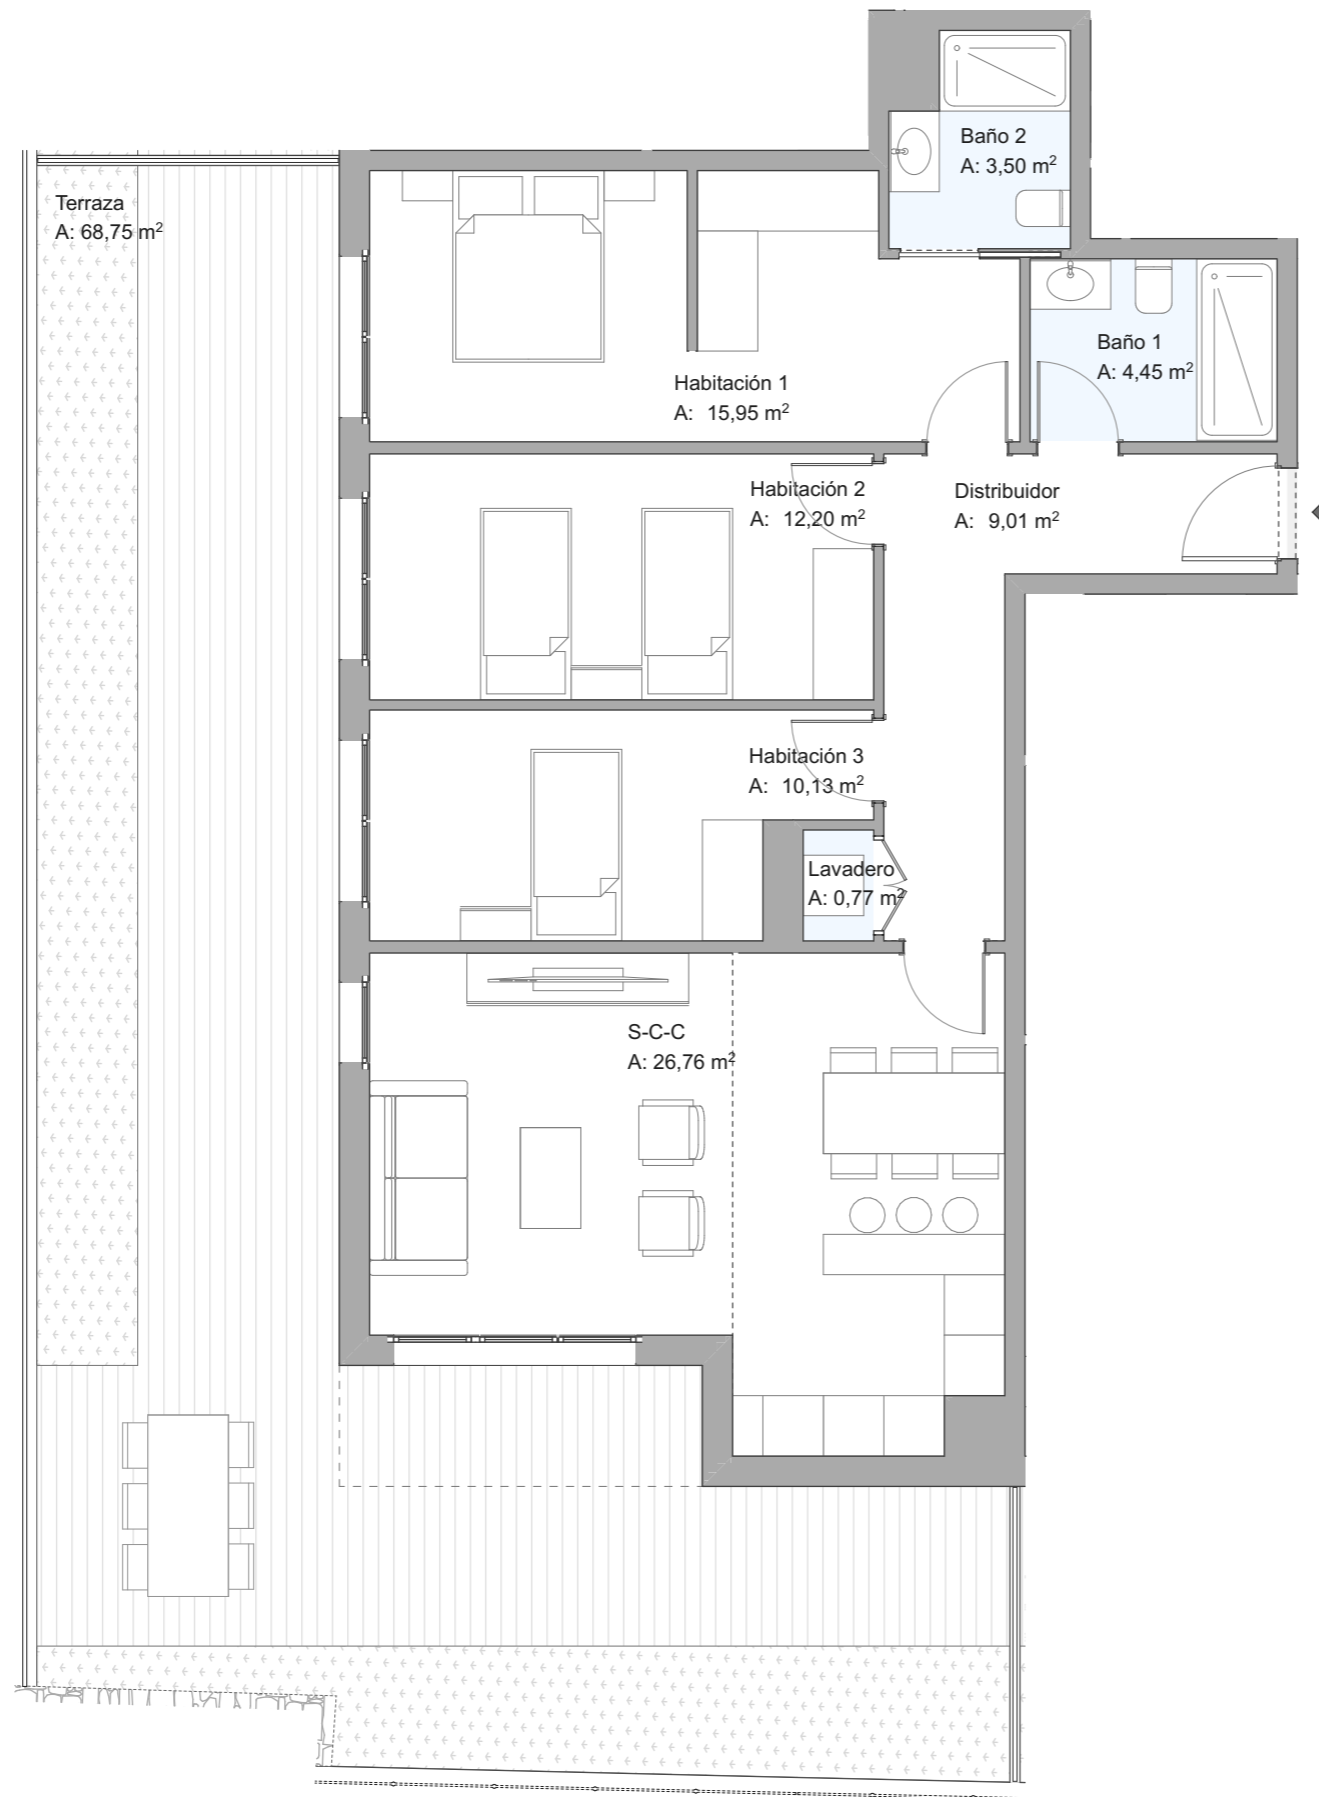 Baño 2
A: 3,50 m²
Terraza
A: 68,75 m²
Baño 1
A: 4,45 m²
Habitación 1
A: 15,95 m²
Habitación 2
A: 12,20 m²
Distribuidor
A: 9,01 m²
Habitación 3
A: 10,13 m²
Lavadero
A: 0,77 m²
S-C-C
A: 26,76 m²